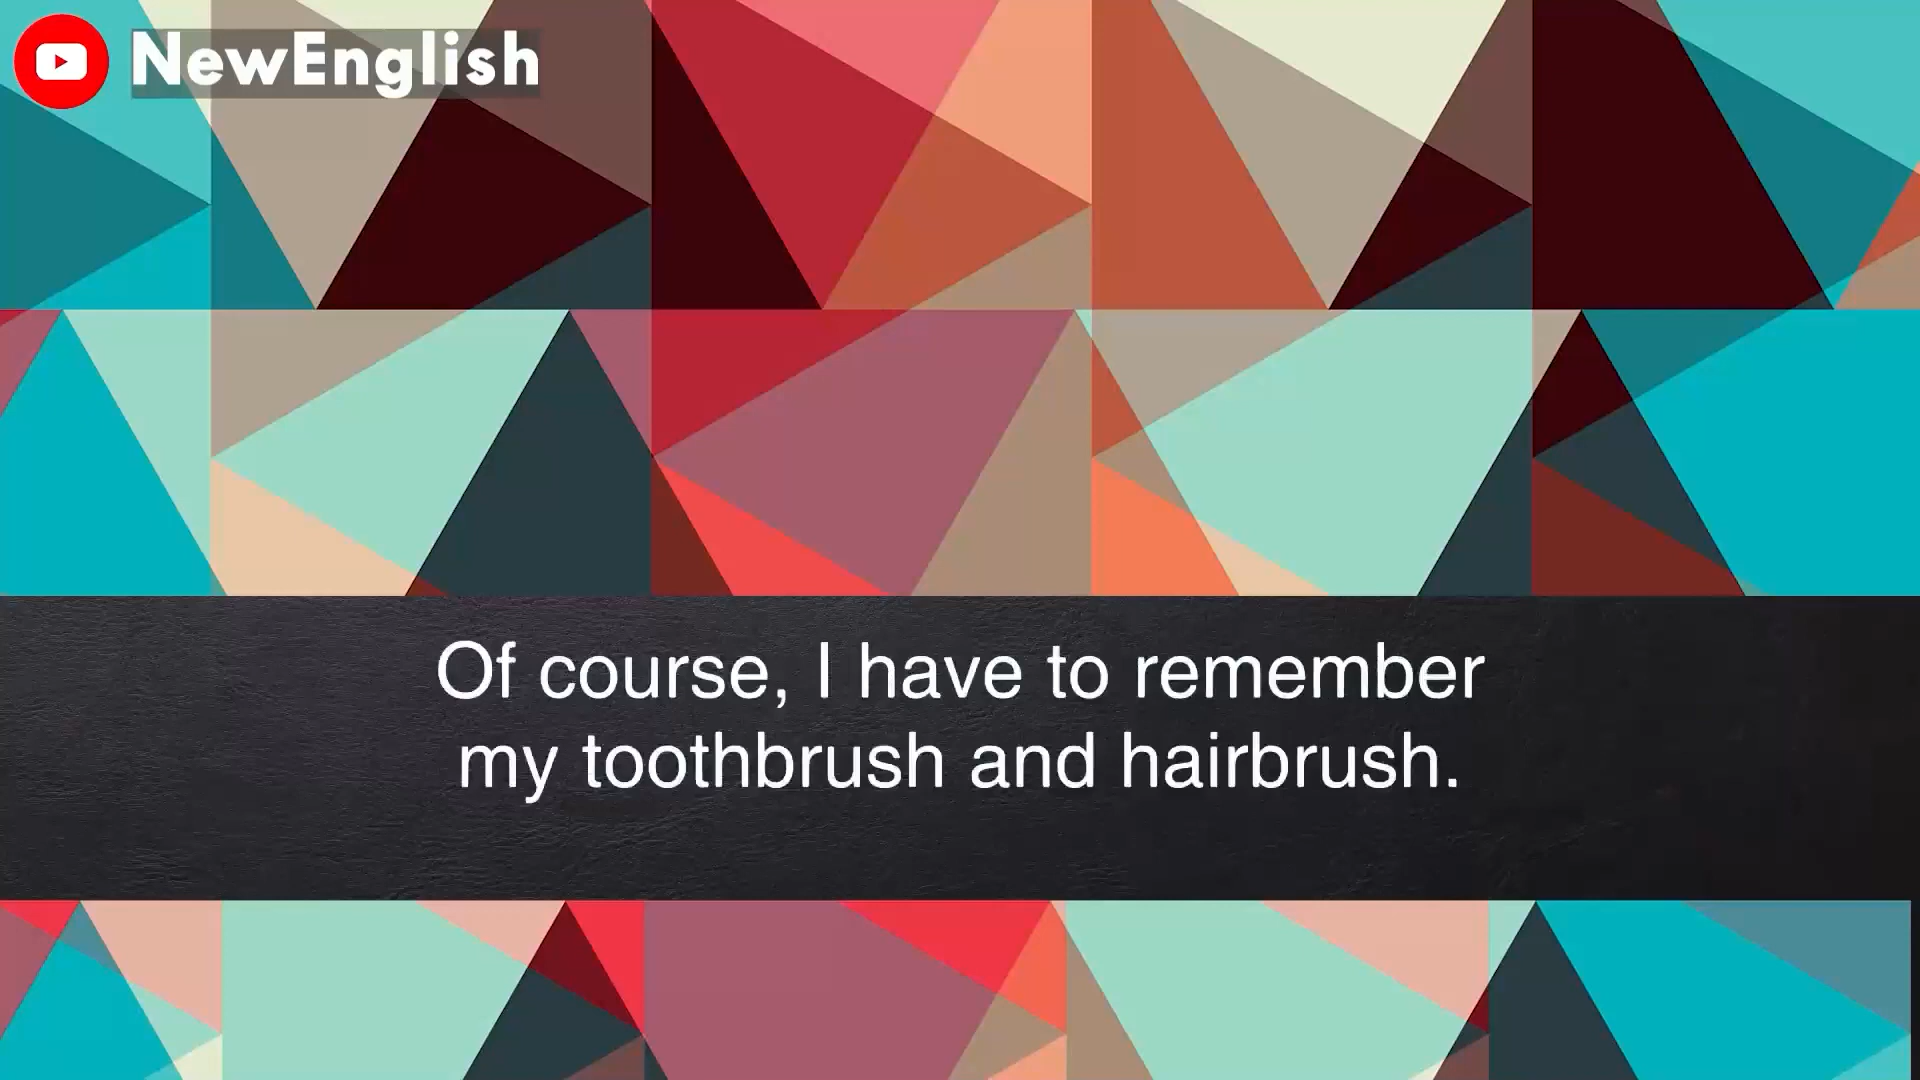 NewEnglish
Of course, I have to remember
my toothbrush and hairbrush.